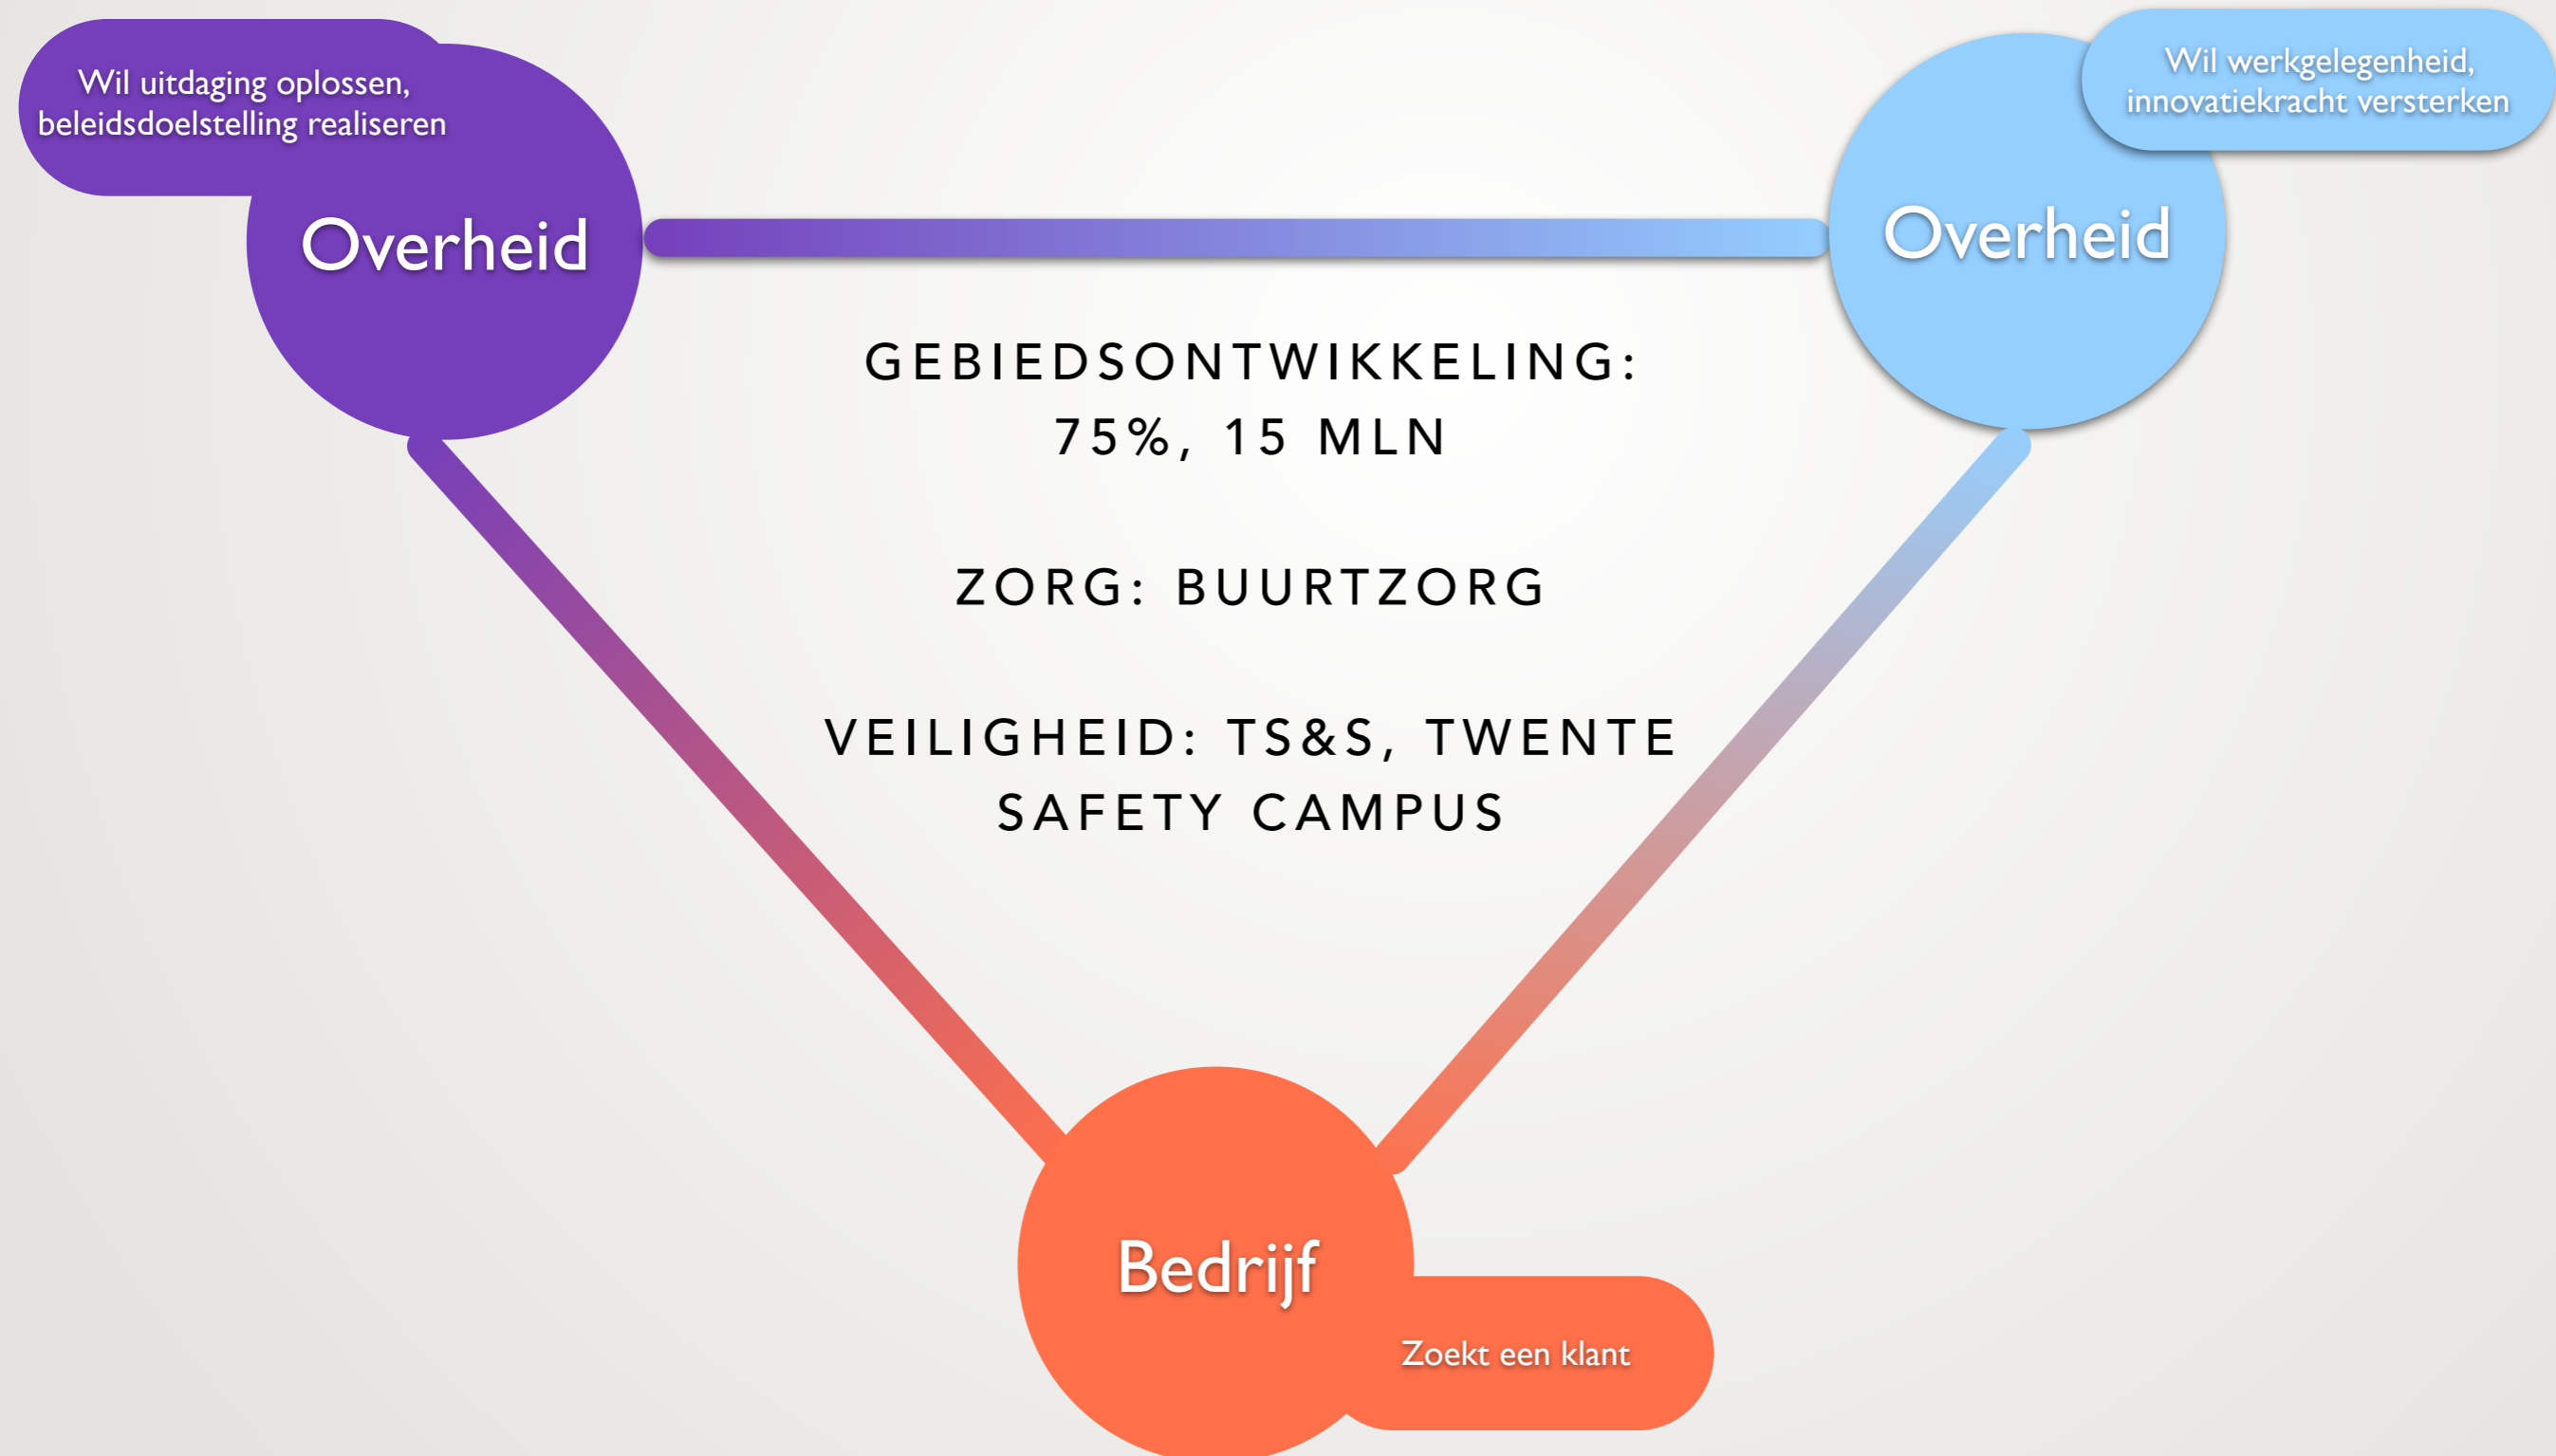 Wil uitdaging oplossen,
beleidsdoelstelling realiseren
Overheid
Wil werkgelegenheid,
innovatiekracht versterken
Overheid
GEBIEDSONTWIKKELING:
75%, 15 MLN
ZORG: BUURTZORG
VEILIGHEID: TS&S, TWENTE
SAFETY CAMPUS
Bedrijf
Zoekt een klant